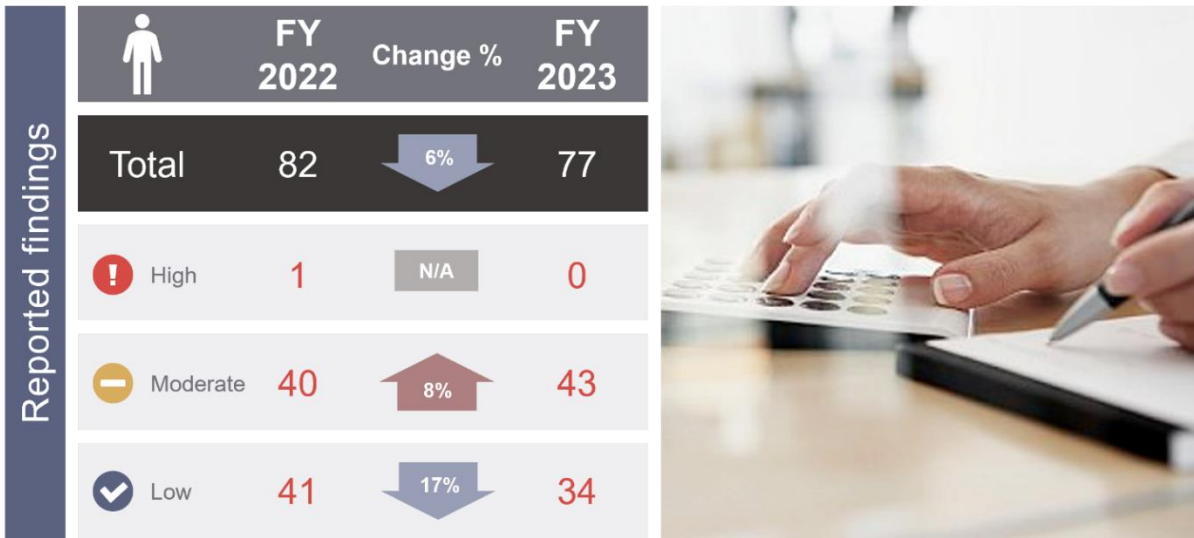 Reported findings
FY 2022 Change % FY 2023
Total 82 6% 77
High 1 N/A 0
Moderate 40 8% 43
Low 41 17% 34